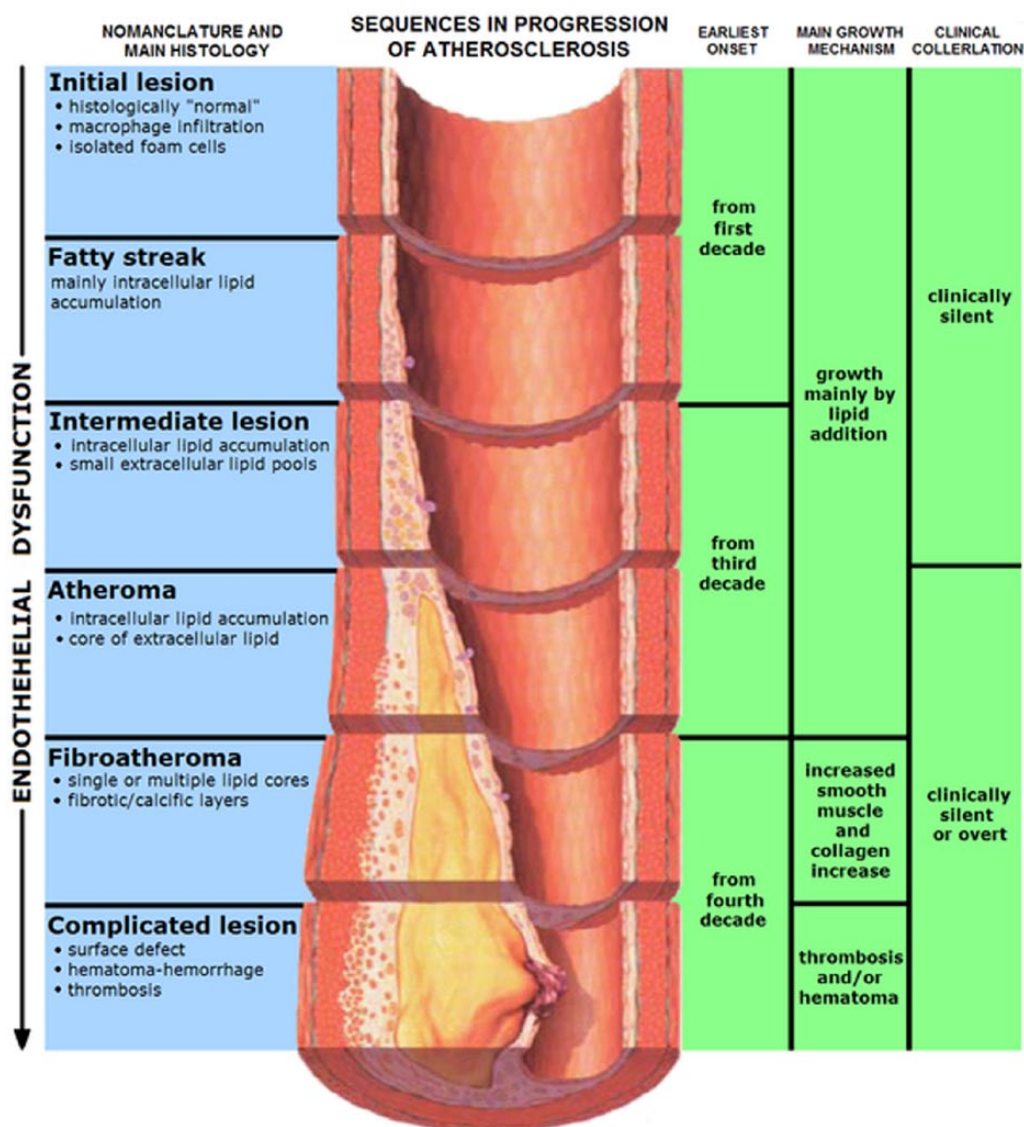 NOMANCLATURE AND
MAIN HISTOLOGY
SEQUENCES IN PROGRESSION
OF ATHEROSCLEROSIS
EARLIEST
ONSET
MAIN GROWTH
MECHANISM
CLINICAL
COLLERLATION
Initial lesion
• histologically "normal"
• macrophage infiltration
• isolated foam cells
Fatty streak
mainly intracellular lipid
accumulation
Intermediate lesion
• intracellular lipid accumulation
• small extracellular lipid pools
Atheroma
• intracellular lipid accumulation
• core of extracellular lipid
Fibroatheroma
• single or multiple lipid cores
• fibrotic/calcific layers
Complicated lesion
• surface defect
• hematoma-hemorrhage
• thrombosis
ENDOTHEHELIAL DYSFUNCTION
from
first
decade
from
third
decade
from
fourth
decade
growth
mainly by
lipid
addition
increased
smooth
muscle
and
collagen
increase
thrombosis
and/or
hematoma
clinically
silent
clinically
silent
or overt